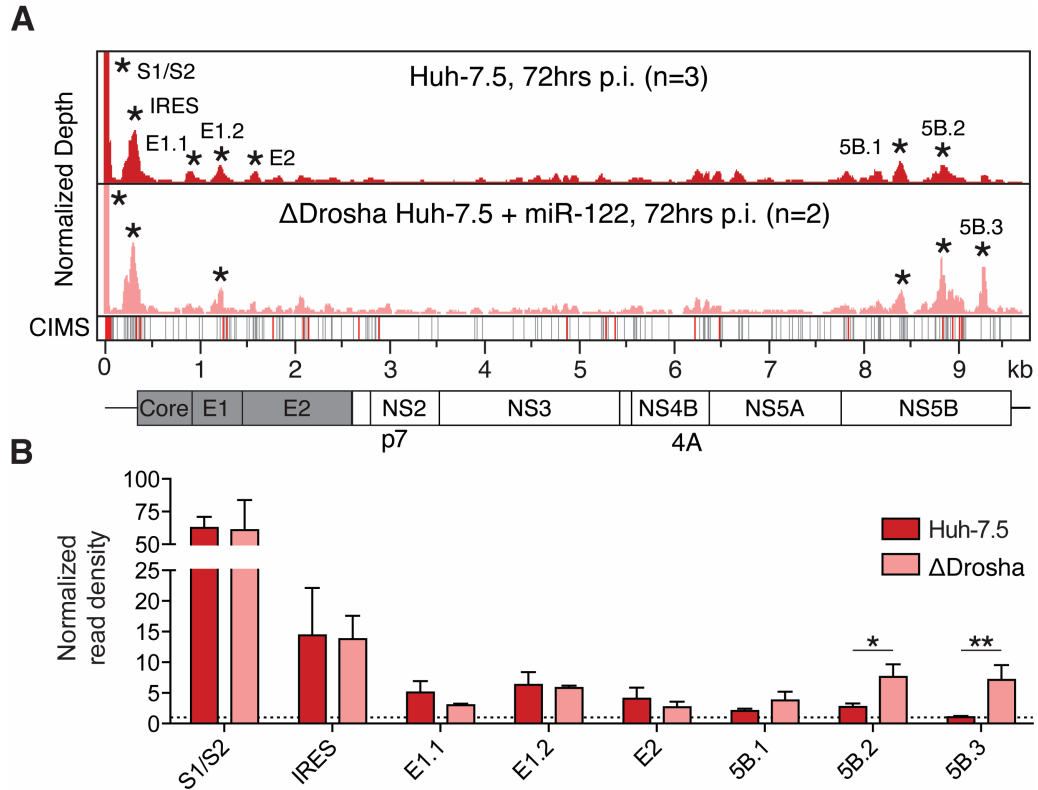 A
Huh-7.5, 72hrs p.i. (n=3)
* S1/S2
* IRES
E1.1 *
E1.2 *
* E2
5B.1 *
5B.2 *
Normalized Depth
ΔDrosha Huh-7.5 + miR-122, 72hrs p.i. (n=2)
* * * * * *
5B.3
CIMS
0 1 2 3 4 5 6 7 8 9 kb
Core E1 E2 NS2 NS3 NS4B NS5A NS5B
p7 4A
B
Normalized
read density
100
75
50
25
20
15
10
5
0
Huh-7.5
ΔDrosha
* **
S1/S2 IRES E1.1 E1.2 E2 5B.1 5B.2 5B.3